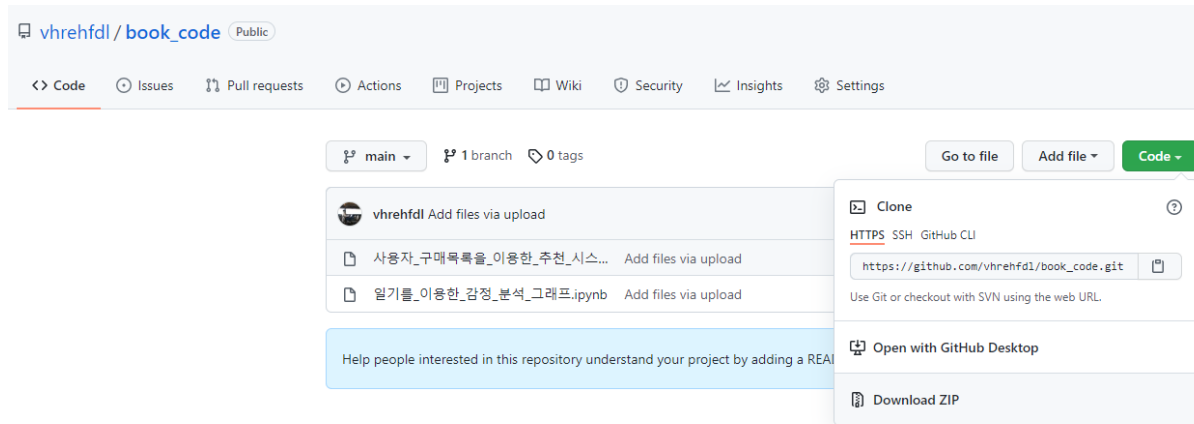 vhrehfdl / book_code Public
Code Issues Pull requests Actions Projects Wiki Security Insights Settings
main 1 branch 0 tags Go to file Add file Code
vhrehfdl Add files via upload
사용자_구매목록을_이용한_추천_시스... Add files via upload
일기를_이용한_감정_분석_그래프.ipynb Add files via upload
Help people interested in this repository understand your project by adding a REA
Clone
HTTPS SSH GitHub CLI
https://github.com/vhrehfdl/book_code.git
Use Git or checkout with SVN using the web URL.
Open with GitHub Desktop
Download ZIP